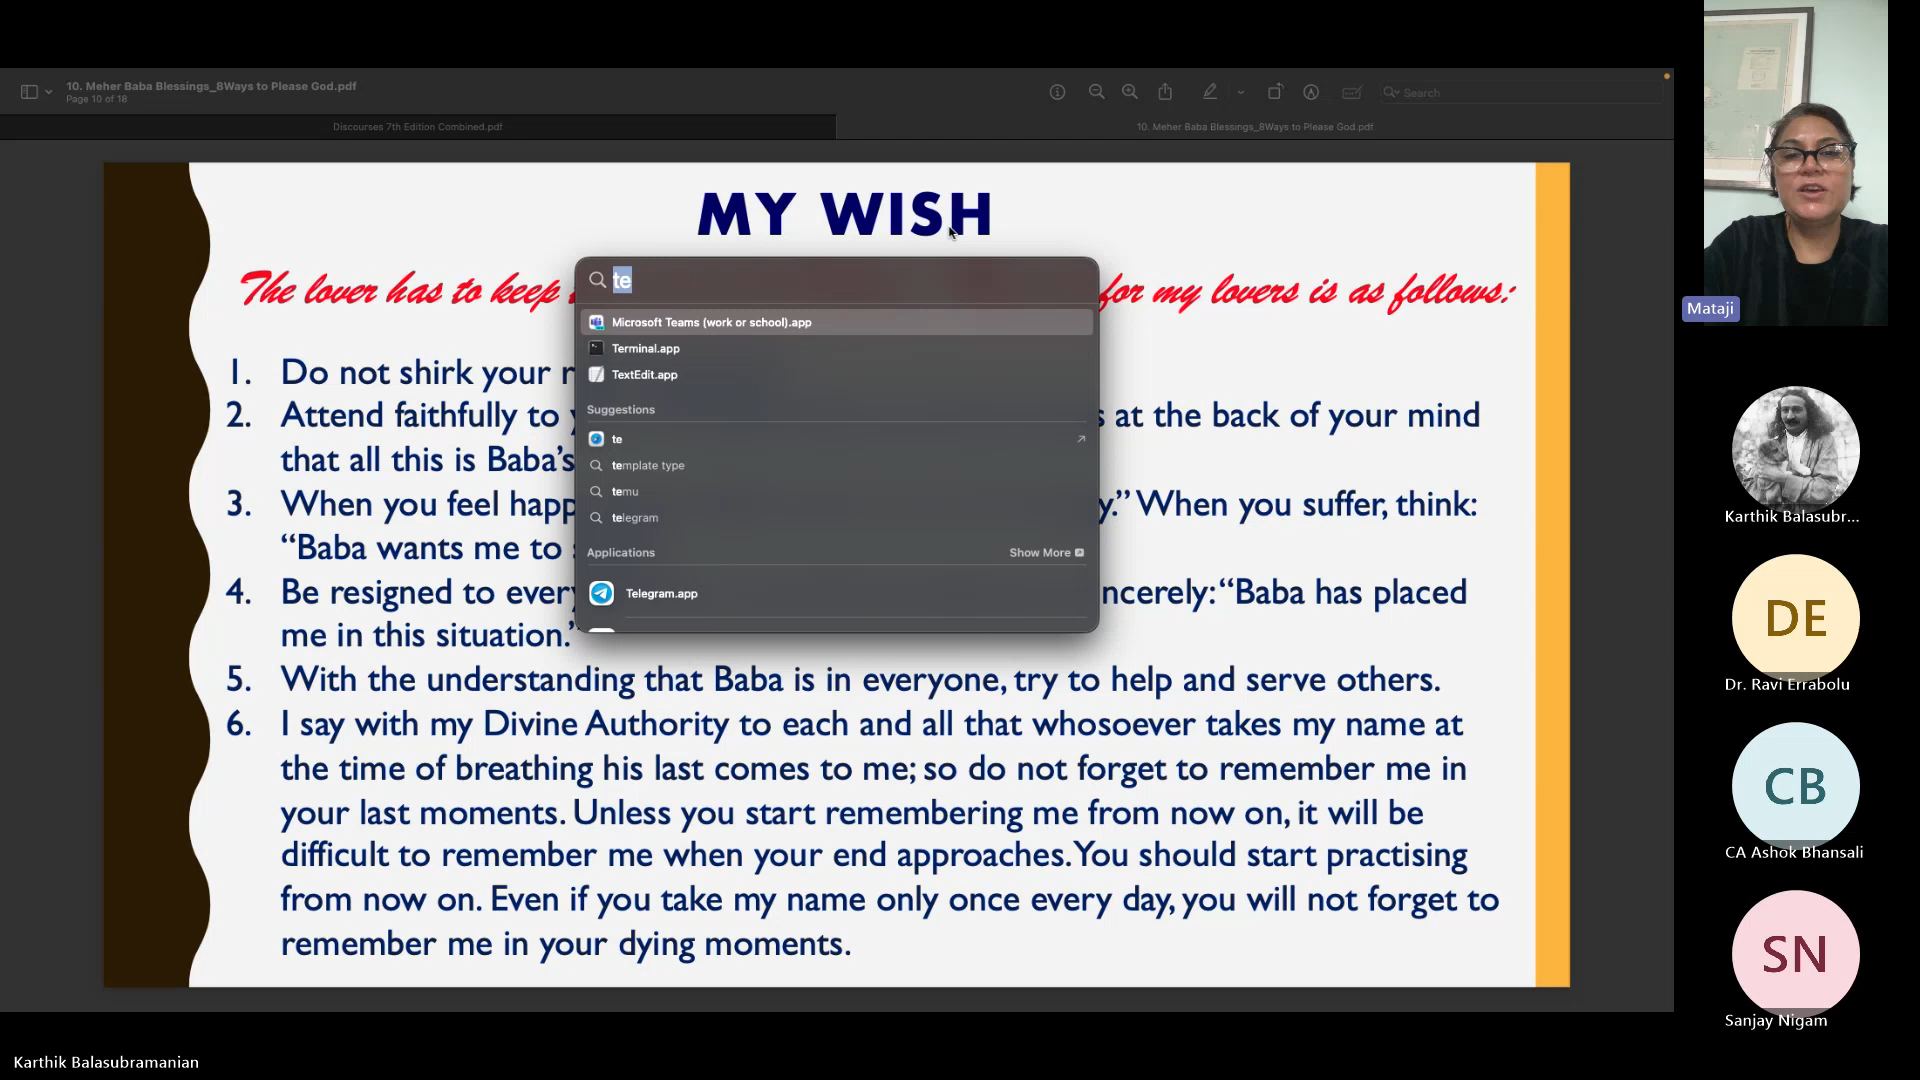 10. Meher Baba Blessings_8Ways to Please God.pdf
Page 10 of 18
Search
Discourses 7th Edition Combined.pdf
10. Meher Baba Blessings_8Ways to Please God.pdf
MY WISH
The lover has to keep
for my lovers is as follows:
te
Microsoft Teams (work or school).app
Terminal.app
TextEdit.app
Suggestions
te
template type
temu
telegram
Applications
Show More
Telegram.app
1. Do not shirk your
2. Attend faithfully to
at the back of your mind
that all this is Baba's
3. When you feel
When you suffer, think:
"Baba wants me to
4. Be resigned to
"Baba has placed
me in this situation."
5. With the understanding that Baba is in everyone, try to help and serve others.
6. I say with my Divine Authority to each and all that whosoever takes my name at
the time of breathing his last comes to me; so do not forget to remember me in
your last moments. Unless you start remembering me from now on, it will be
difficult to remember me when your end approaches. You should start practising
from now on. Even if you take my name only once every day, you will not forget to
remember me in your dying moments.
Mataji
Karthik Balasubr...
DE
Dr. Ravi Errabolu
CB
CA Ashok Bhansali
SN
Sanjay Nigam
Karthik Balasubramanian